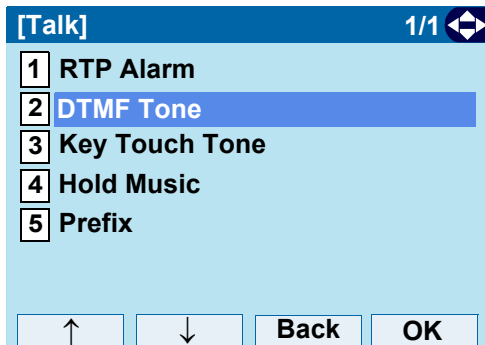 [Talk] 1/1
1 RTP Alarm
2 DTMF Tone
3 Key Touch Tone
4 Hold Music
5 Prefix
↑ ↓ Back OK